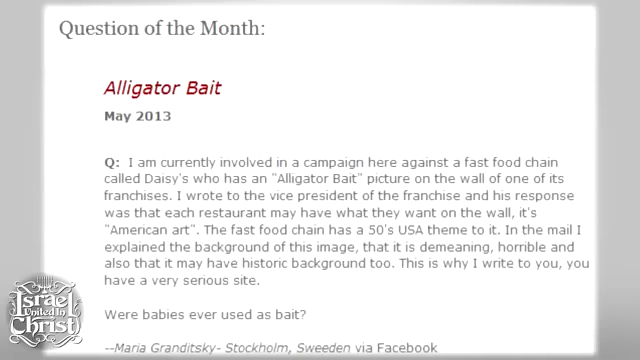 Question of the Month:
Alligator Bait
May 2013
Q: I am currently involved in a campaign here against a fast food chain
called Daisy's who has an "Alligator Bait" picture on the wall of one of its
franchises. I wrote to the vice president of the franchise and his response
was that each restaurant may have what they want on the wall, it's
"American art". The fast food chain has a 50's USA theme to it. In the mail I
explained the background of this image, that it is demeaning, horrible and
also that it may have historic background too. This is why I write to you, you
have a very serious site.
Were babies ever used as bait?
--Maria Granditsky- Stockholm, Sweeden via Facebook
Israel
United In
Christ